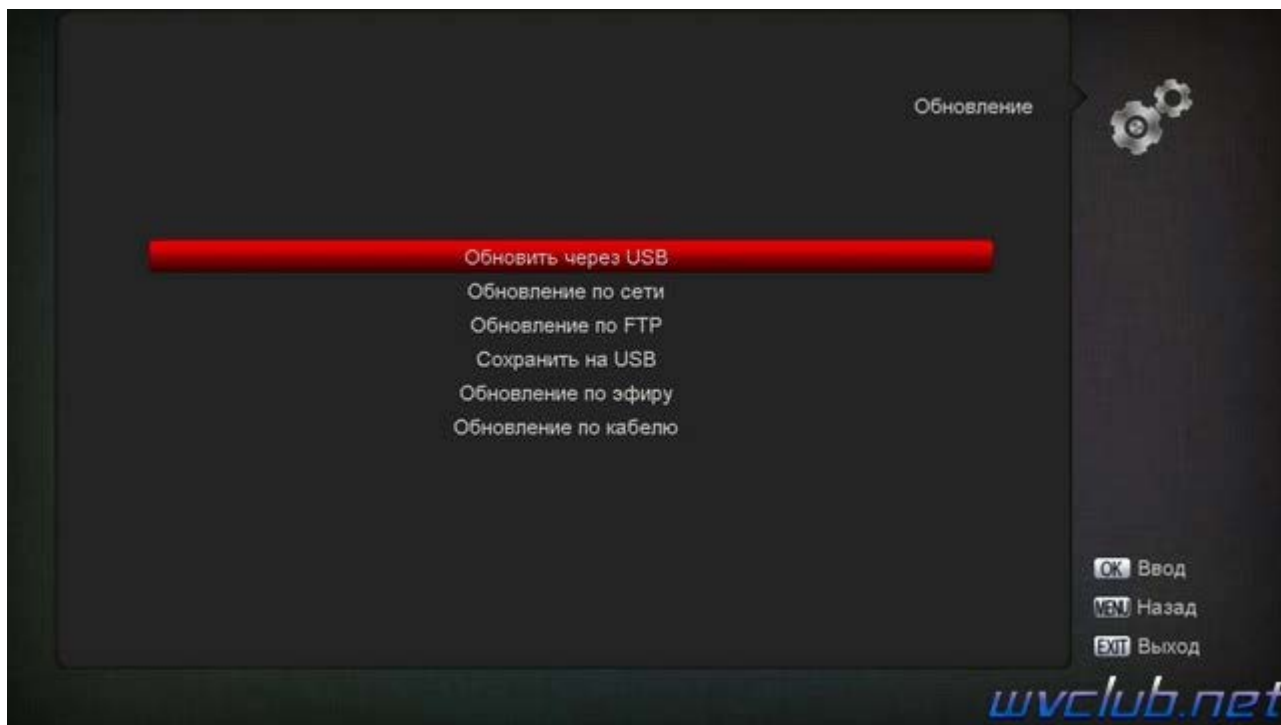 Обновление
Обновить через USB
Обновление по сети
Обновление по FTP
Сохранить на USB
Обновление по эфиру
Обновление по кабелю
OK Ввод
MENU Назад
EXIT Выход
wvclub.net